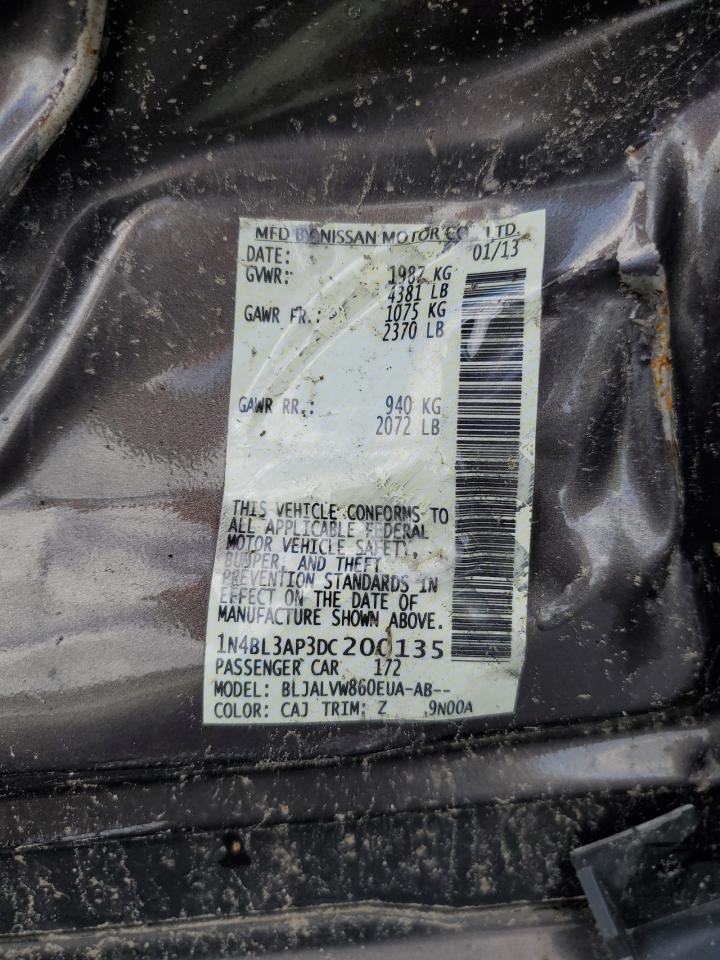 MFD BY NISSAN MOTOR CO., LTD.
DATE: 01/13
GVWR: 1987 KG
4381 LB
GAWR FR.: 1075 KG
2370 LB
GAWR RR.: 940 KG
2072 LB
THIS VEHICLE CONFORMS TO
ALL APPLICABLE FEDERAL
MOTOR VEHICLE SAFETY,
BUMPER, AND THEFT
PREVENTION STANDARDS IN
EFFECT ON THE DATE OF
MANUFACTURE SHOWN ABOVE.
1N4BL3AP3DC200135
PASSENGER CAR 172
MODEL: BLJALVW860EUA-AB--
COLOR: CAJ TRIM: Z 9N00A